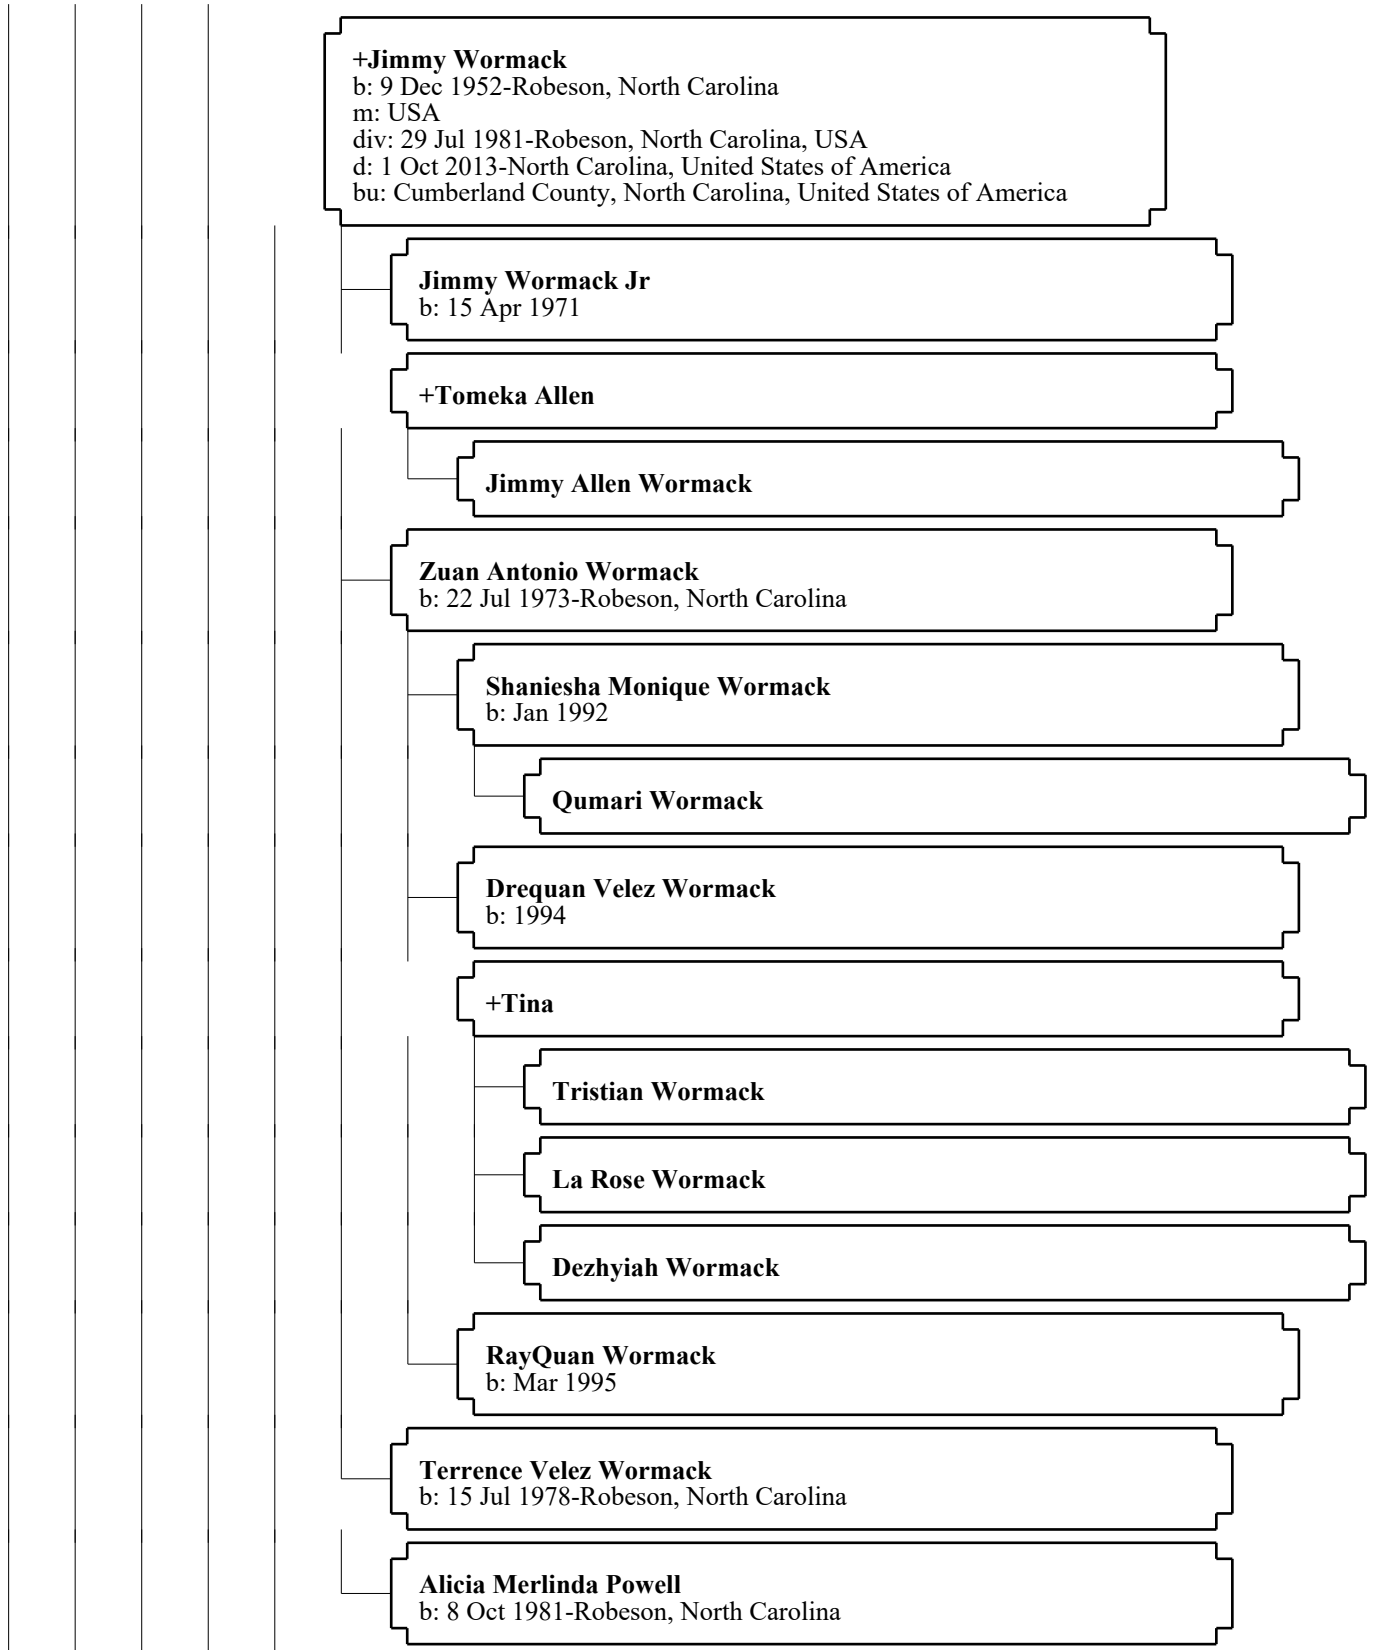 +Jimmy Wormack
b: 9 Dec 1952-Robeson, North Carolina
m: USA
div: 29 Jul 1981-Robeson, North Carolina, USA
d: 1 Oct 2013-North Carolina, United States of America
bu: Cumberland County, North Carolina, United States of America
Jimmy Wormack Jr
b: 15 Apr 1971
+Tomeka Allen
Jimmy Allen Wormack
Zuan Antonio Wormack
b: 22 Jul 1973-Robeson, North Carolina
Shaniesha Monique Wormack
b: Jan 1992
Qumari Wormack
Drequan Velez Wormack
b: 1994
+Tina
Tristian Wormack
La Rose Wormack
Dezhyiah Wormack
RayQuan Wormack
b: Mar 1995
Terrence Velez Wormack
b: 15 Jul 1978-Robeson, North Carolina
Alicia Merlinda Powell
b: 8 Oct 1981-Robeson, North Carolina